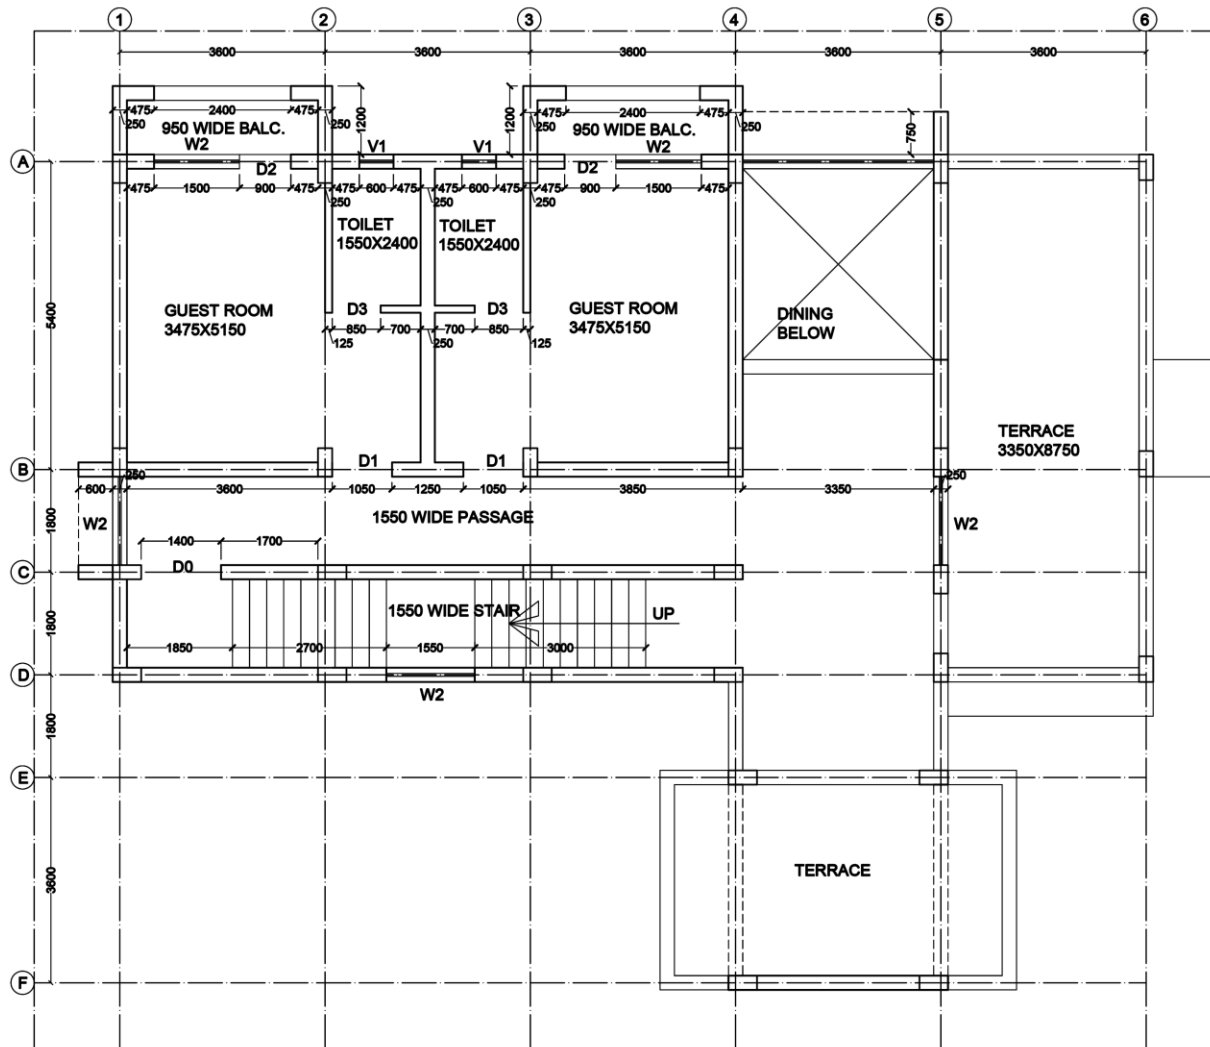 1 2 3 4 5 6
3600 3600 3600 3600 3600
475 2400 475 1200 1200 475 2400 475 750
250 250 250 250
950 WIDE BALC. 950 WIDE BALC.
W2 V1 V1 W2
A
D2 D2
475 1500 900 475 475 600 475 475 600 475 475 900 1500 475
250 250 250
TOILET TOILET
1550X2400 1550X2400
5400
GUEST ROOM D3 D3 GUEST ROOM DINING
3475X5150 3475X5150 BELOW
850 700 700 850
125 250 125
TERRACE
3350X8750
B
D1 D1
250 250
600 3600 1050 1250 1050 3850 3350
1800
W2 1550 WIDE PASSAGE W2
1400 1700
C
D0
1800
1550 WIDE STAIR UP
1850 2700 1550 3000
D
W2
1800
E
3600
TERRACE
F